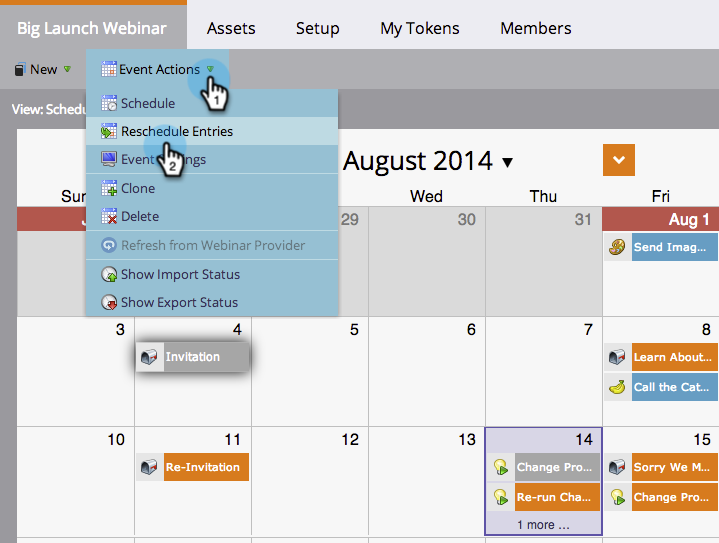 Big Launch Webinar Assets Setup My Tokens Members
New Event Actions
1
View: Schedu
Schedule
Reschedule Entries
2
Event
ngs
Clone
Delete
Refresh from Webinar Provider
Show Import Status
Show Export Status
August 2014
Su Wed Thu Fri
29 30 31 Aug 1
Send Imag...
3 4 5 6 7 8
Invitation
Learn About...
Call the Cat...
10 11 12 13 14 15
Re-Invitation Change Pro... Sorry We M...
Re-run Cha... Change Pro...
1 more ...